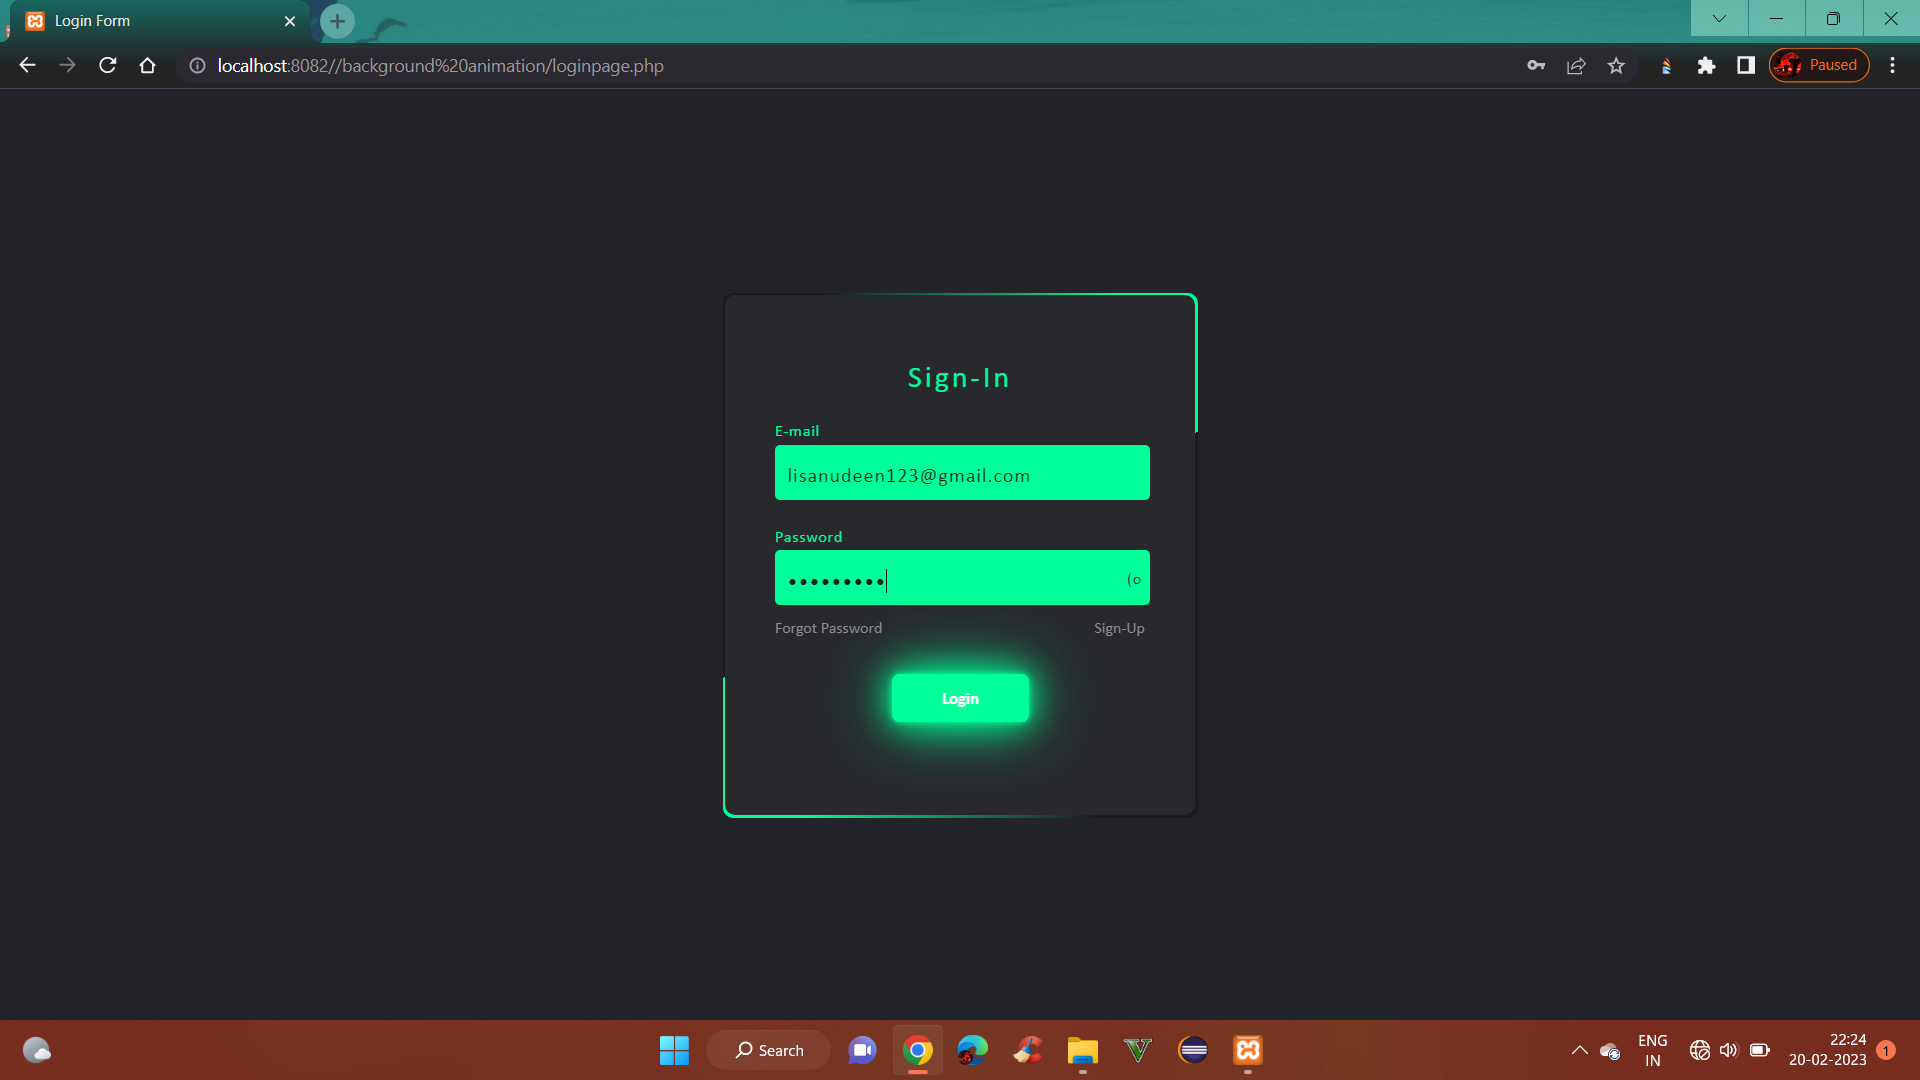 Login Form
localhost:8082//background%20animation/loginpage.php
Paused
Sign-In
E-mail
lisanudeen123@gmail.com
Password
•••••••••
(o
Forgot Password
Sign-Up
Login
Search
ENG
IN
22:24
20-02-2023
1